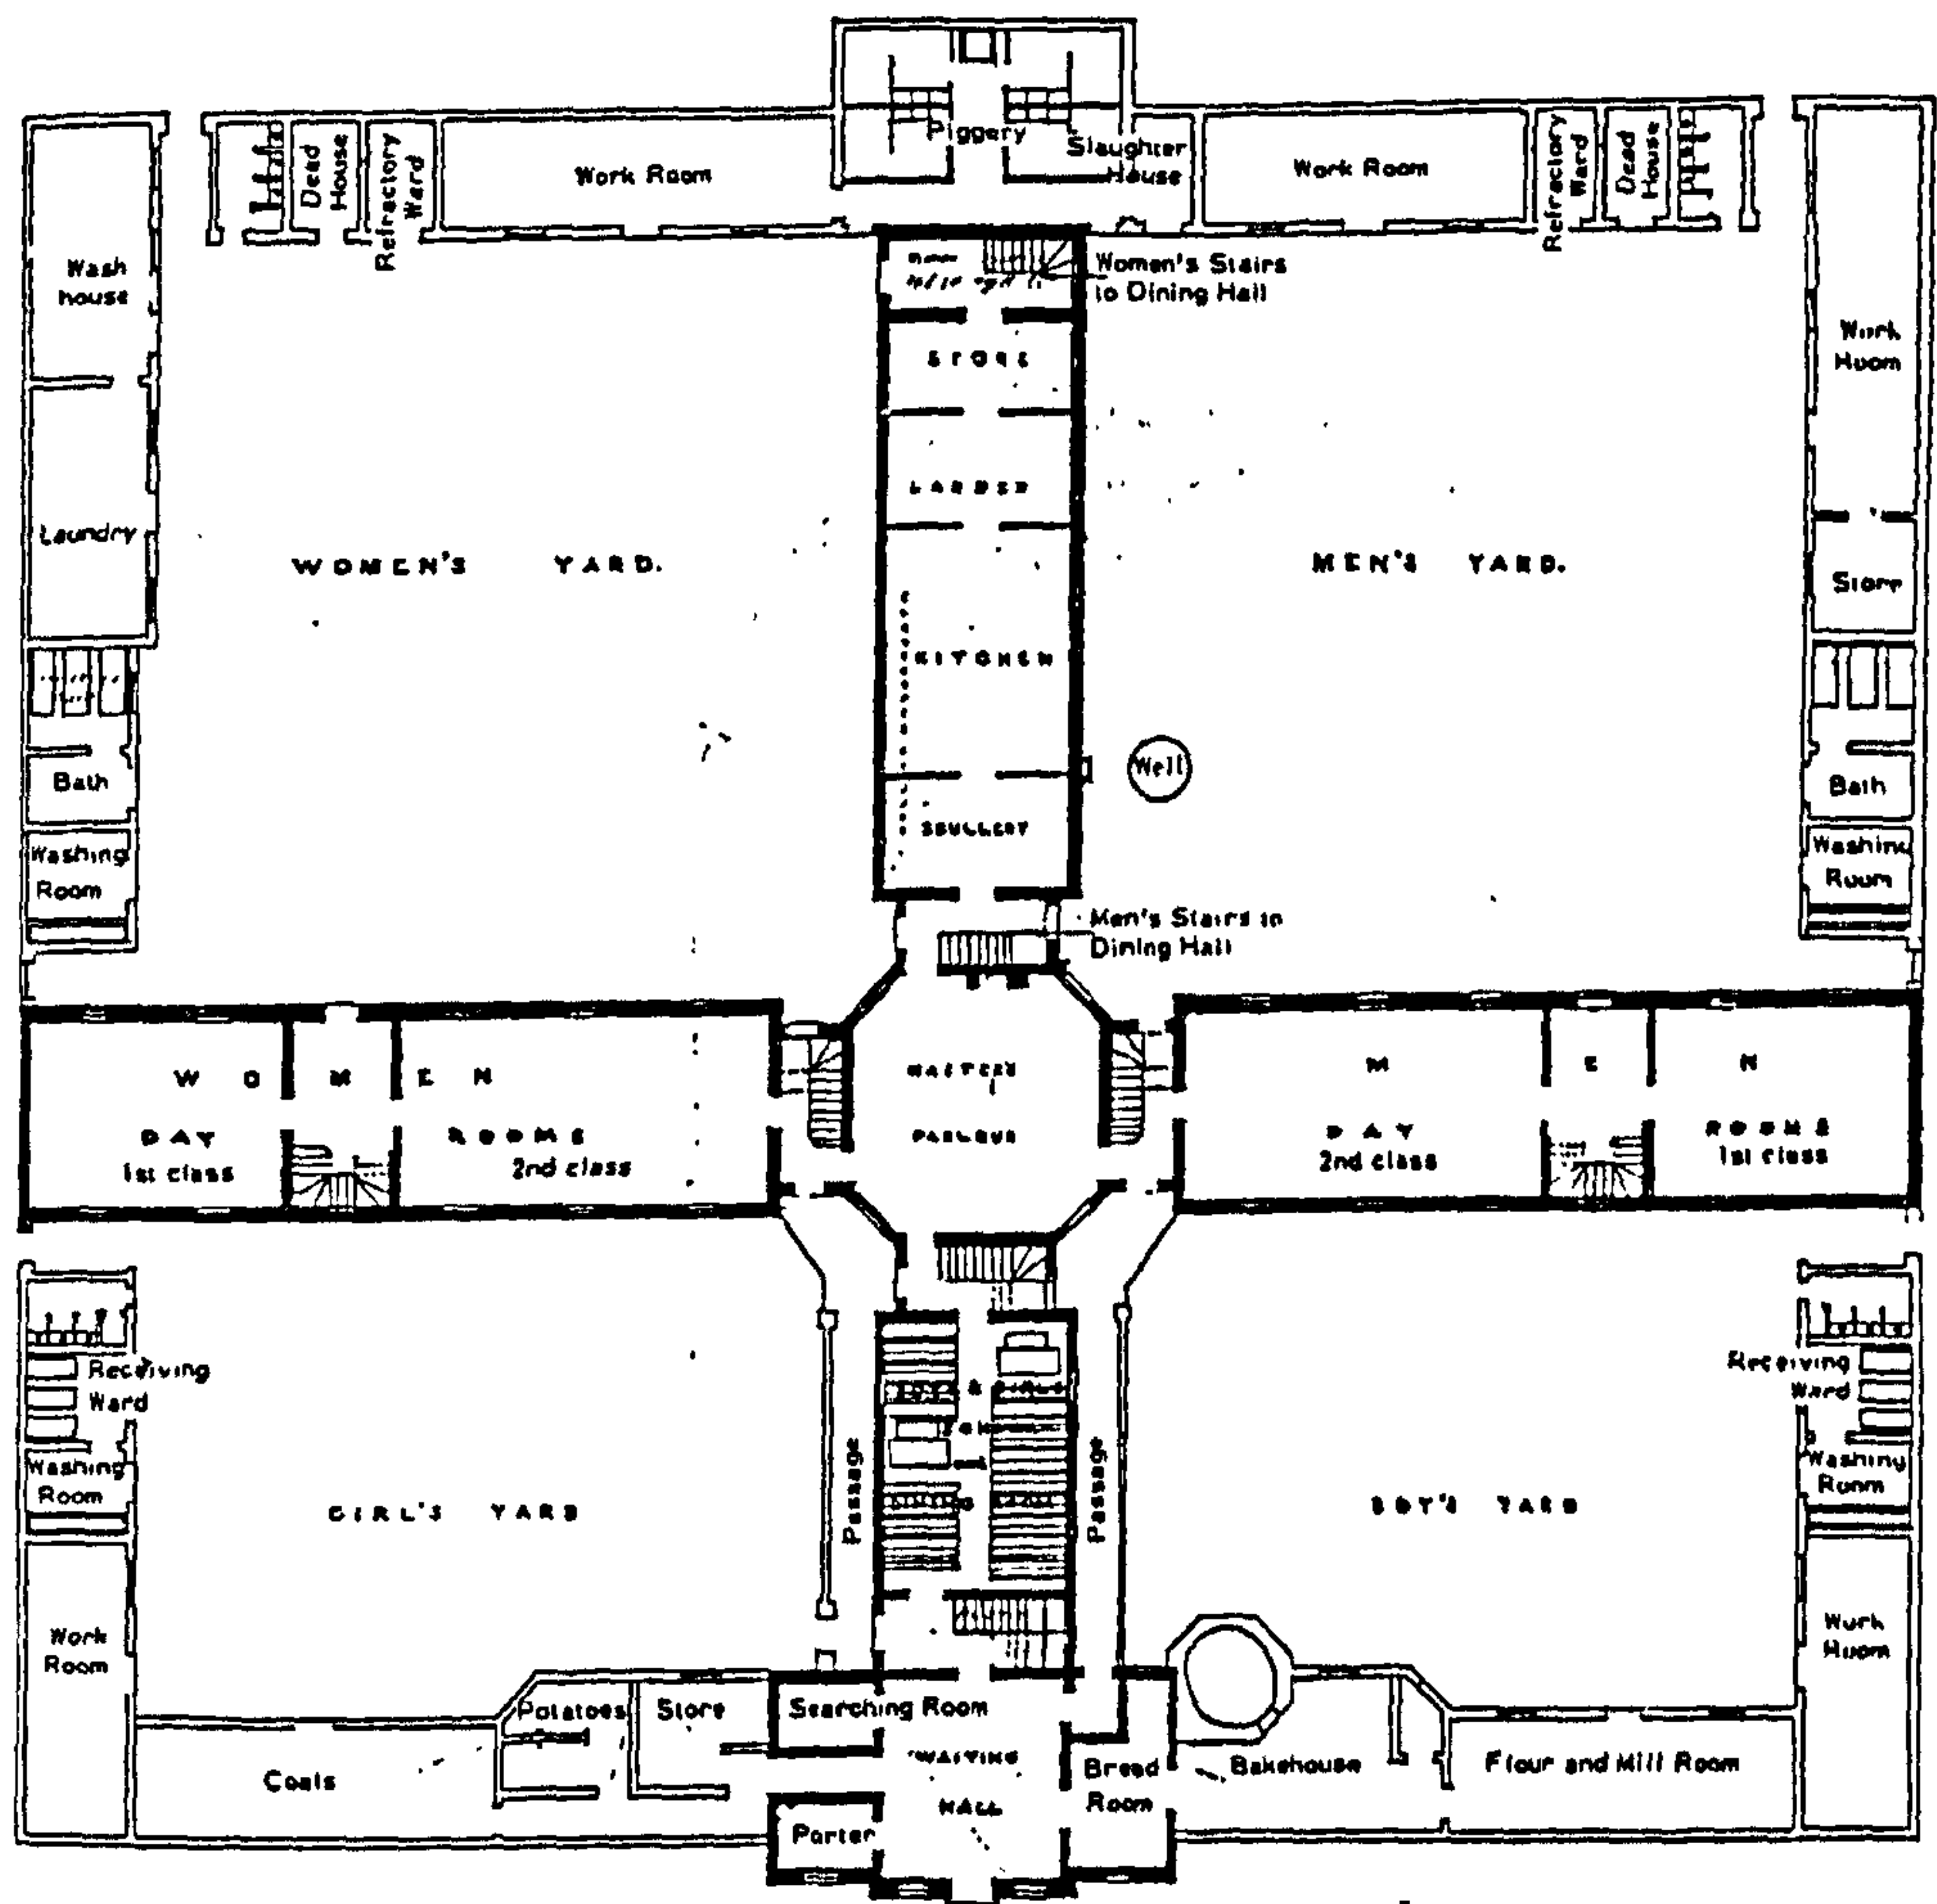 Piggery
Slaughter
House
Work Room
Work Room
Dead
House
Refractory
Ward
Refractory
Ward
Dead
House
Wash
house
Women's Stairs
to Dining Hall
STORE
Work
Room
LARDER
Laundry
WOMEN'S YARD.
MEN'S YARD.
Store
KITCHEN
Well
Bath
Bath
SCULLERY
Washing
Room
Washing
Room
Men's Stairs to
Dining Hall
WOMEN
DAY ROOMS
1st class
2nd class
MASTER'S
PARLOUR
MEN
DAY ROOMS
2nd class
1st class
Receiving
Ward
Receiving
Ward
& GIRLS
Washing
Room
Passage
Passage
Washing
Room
GIRL'S YARD
BOY'S YARD
Work
Room
Work
Room
Potatoes
Store
Searching Room
WAITING
HALL
Coals
Porter
Bread
Room
Bakehouse
Flour and Mill Room